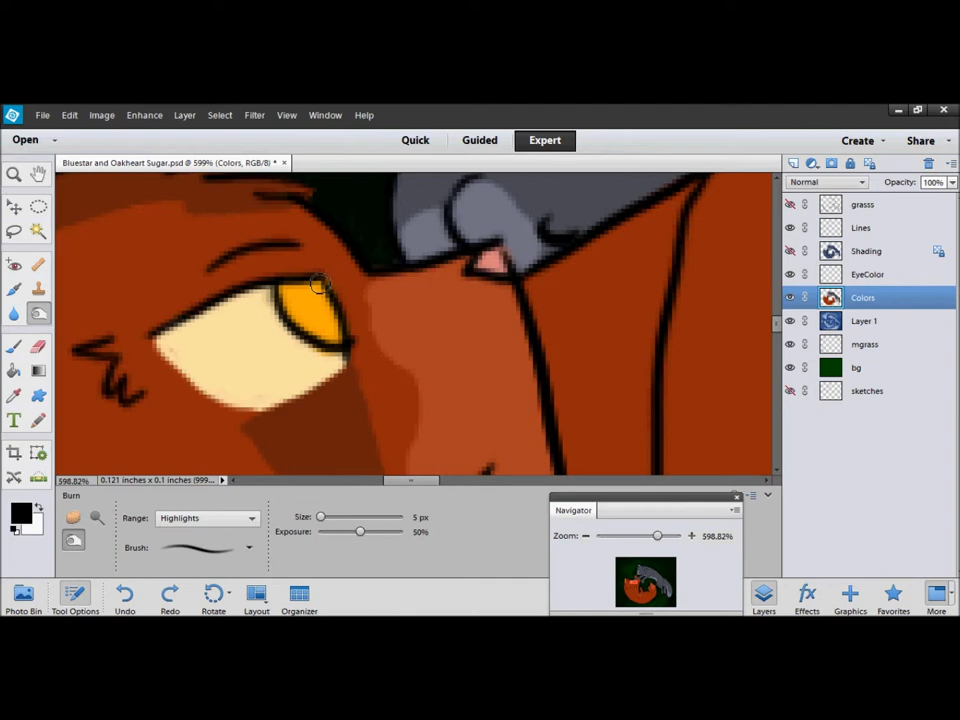 File Edit Image Enhance Layer Select Filter View Window Help
Open Quick Guided Expert Create Share
Bluestar and Oakheart Sugar.psd @ 599% (Colors, RGB/8) * ×
Normal Opacity: 100%
grasss
Lines
Shading
EyeColor
Colors
Layer 1
mgrass
bg
sketches
598.82% 0.121 inches x 0.1 inches (999...
Burn
Range: Highlights
Brush:
Size: 5 px
Exposure: 50%
Navigator
Zoom: 598.82%
Photo Bin Tool Options Undo Redo Rotate Layout Organizer Layers Effects Graphics Favorites More